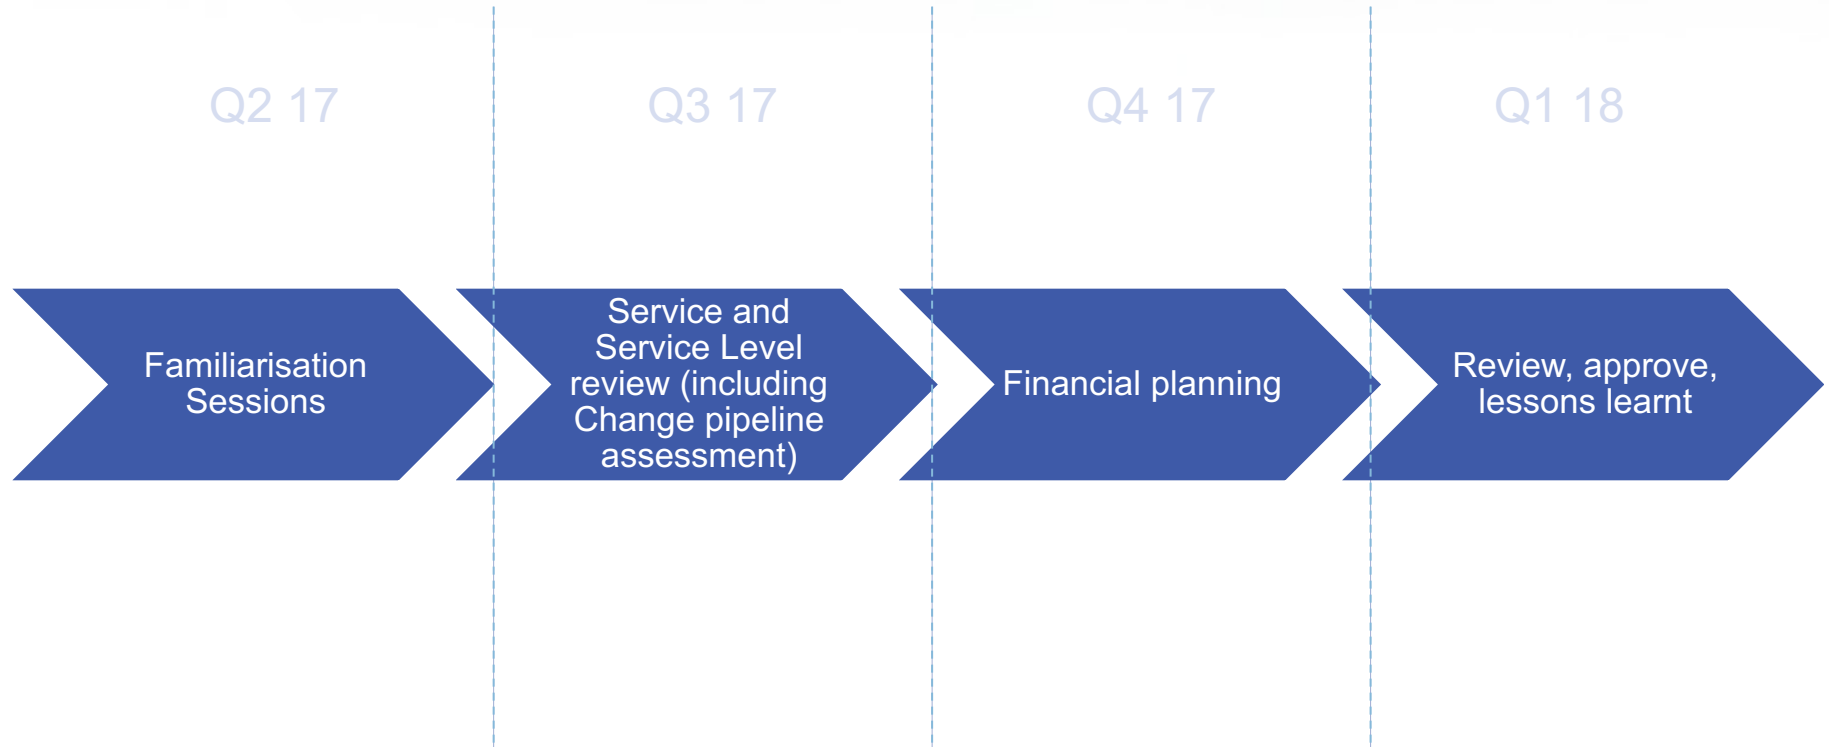 Q2 17
Q3 17
Q4 17
Q1 18
Familiarisation
Sessions
Service and
Service Level
review (including
Change pipeline
assessment)
Financial planning
Review, approve,
lessons learnt